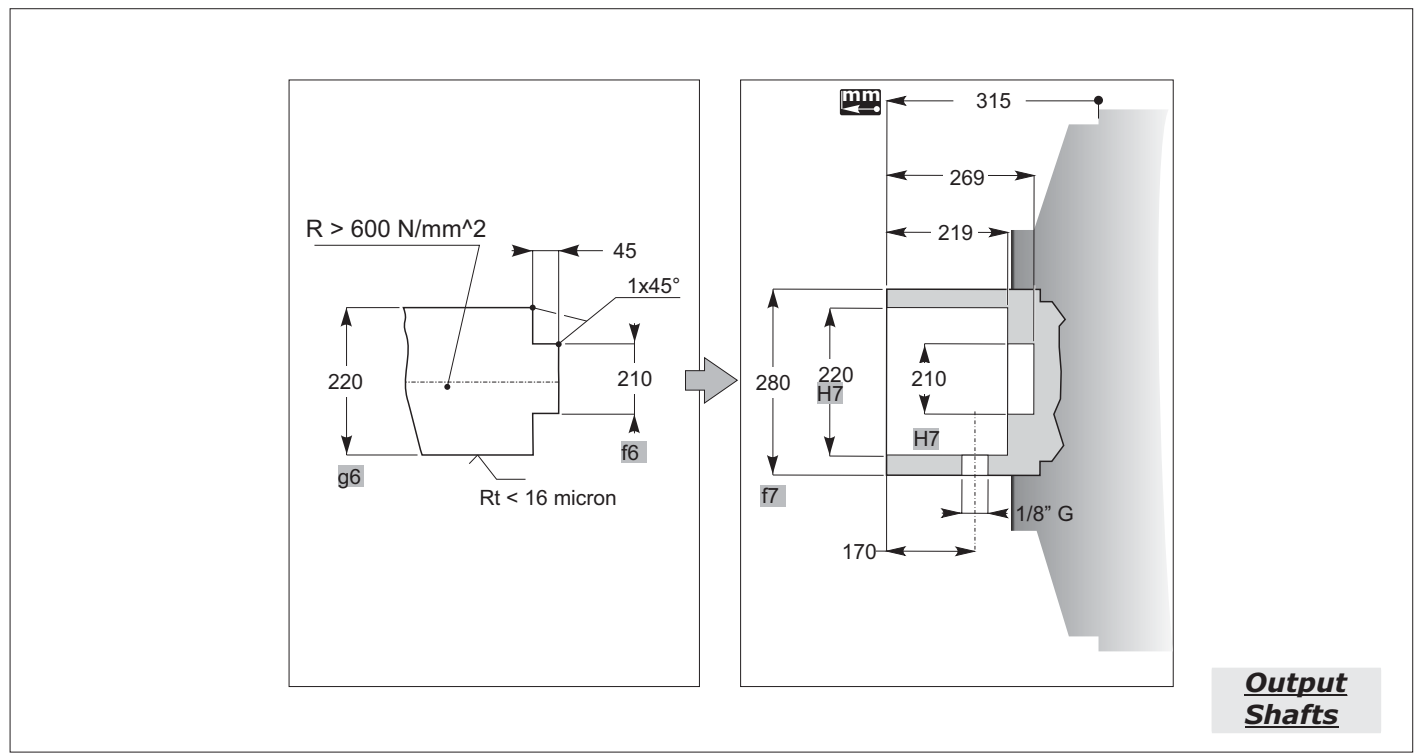 R > 600 N/mm^2
45
1x45°
220
210
g6
f6
Rt < 16 micron
mm
315
269
219
280
220
H7
210
H7
f7
1/8” G
170
Output
Shafts